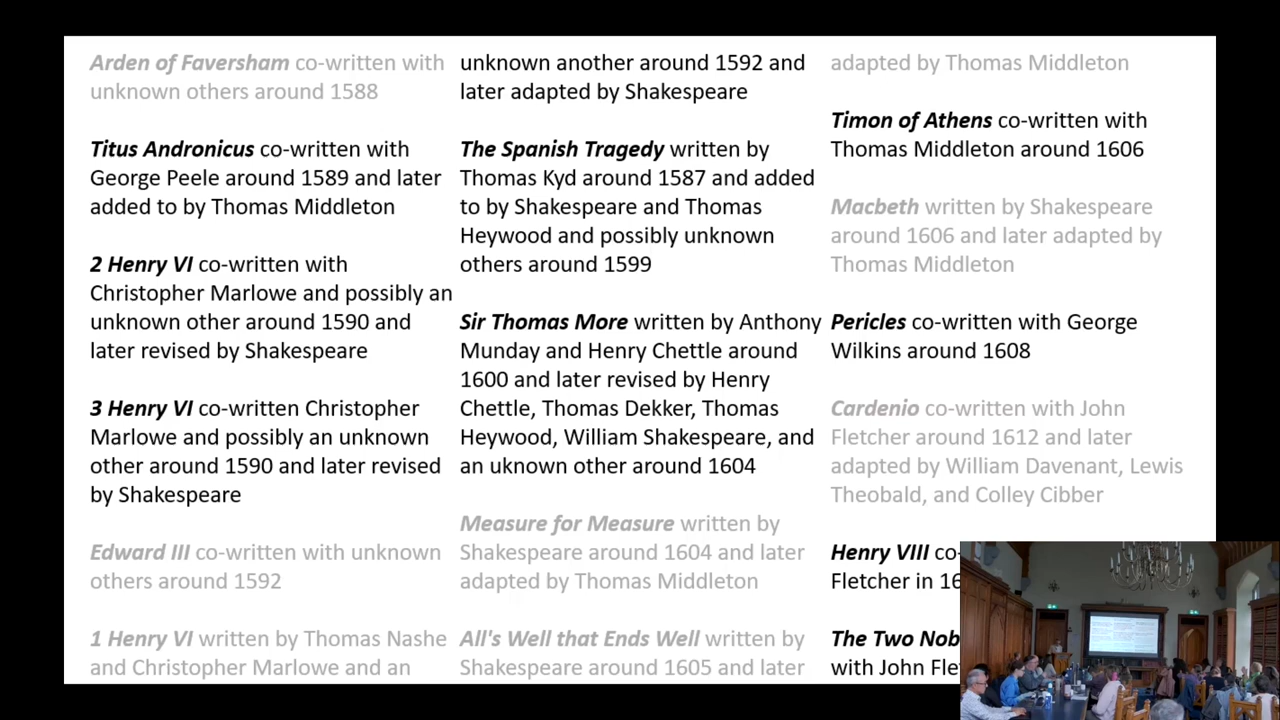 Arden of Faversham co-written with
unknown others around 1588
Titus Andronicus co-written with
George Peele around 1589 and later
added to by Thomas Middleton
2 Henry VI co-written with
Christopher Marlowe and possibly an
unknown other around 1590 and
later revised by Shakespeare
3 Henry VI co-written Christopher
Marlowe and possibly an unknown
other around 1590 and later revised
by Shakespeare
Edward III co-written with unknown
others around 1592
1 Henry VI written by Thomas Nashe
and Christopher Marlowe and an
unknown another around 1592 and
later adapted by Shakespeare
The Spanish Tragedy written by
Thomas Kyd around 1587 and added
to by Shakespeare and Thomas
Heywood and possibly unknown
others around 1599
Sir Thomas More written by Anthony
Munday and Henry Chettle around
1600 and later revised by Henry
Chettle, Thomas Dekker, Thomas
Heywood, William Shakespeare, and
an uknown other around 1604
Measure for Measure written by
Shakespeare around 1604 and later
adapted by Thomas Middleton
All's Well that Ends Well written by
Shakespeare around 1605 and later
adapted by Thomas Middleton
Timon of Athens co-written with
Thomas Middleton around 1606
Macbeth written by Shakespeare
around 1606 and later adapted by
Thomas Middleton
Pericles co-written with George
Wilkins around 1608
Cardenio co-written with John
Fletcher around 1612 and later
adapted by William Davenant, Lewis
Theobald, and Colley Cibber
Henry VIII co-
Fletcher in 16
The Two Nob
with John Fle